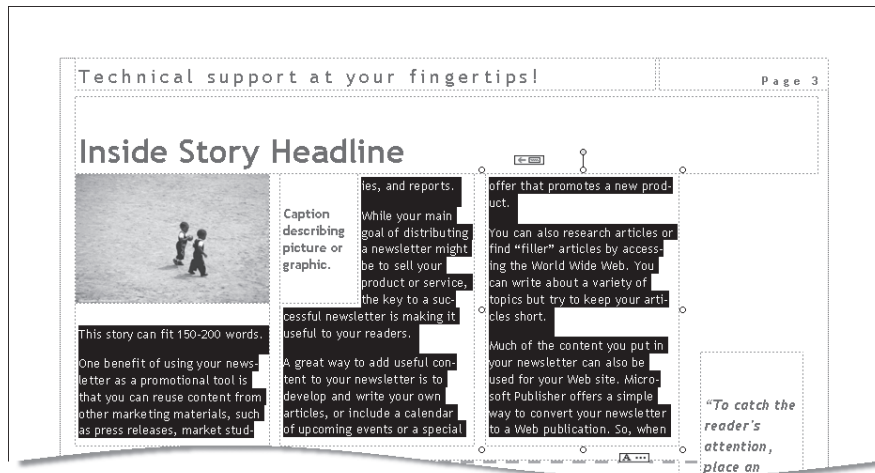 Technical support at your fingertips!
Page 3
Inside Story Headline
This story can fit 150-200 words.
One benefit of using your news-
letter as a promotional tool is
that you can reuse content from
other marketing materials, such
as press releases, market stud-
Caption
describing
picture or
graphic.
ies, and reports.
While your main
goal of distributing
a newsletter might
be to sell your
product or service,
the key to a suc-
cessful newsletter is making it
useful to your readers.
A great way to add useful con-
tent to your newsletter is to
develop and write your own
articles, or include a calendar
of upcoming events or a special
offer that promotes a new prod-
uct.
You can also research articles or
find “filler” articles by access-
ing the World Wide Web. You
can write about a variety of
topics but try to keep your arti-
cles short.
Much of the content you put in
your newsletter can also be
used for your Web site. Micro-
soft Publisher offers a simple
way to convert your newsletter
to a Web publication. So, when
A ...
“To catch the
reader's
attention,
place an